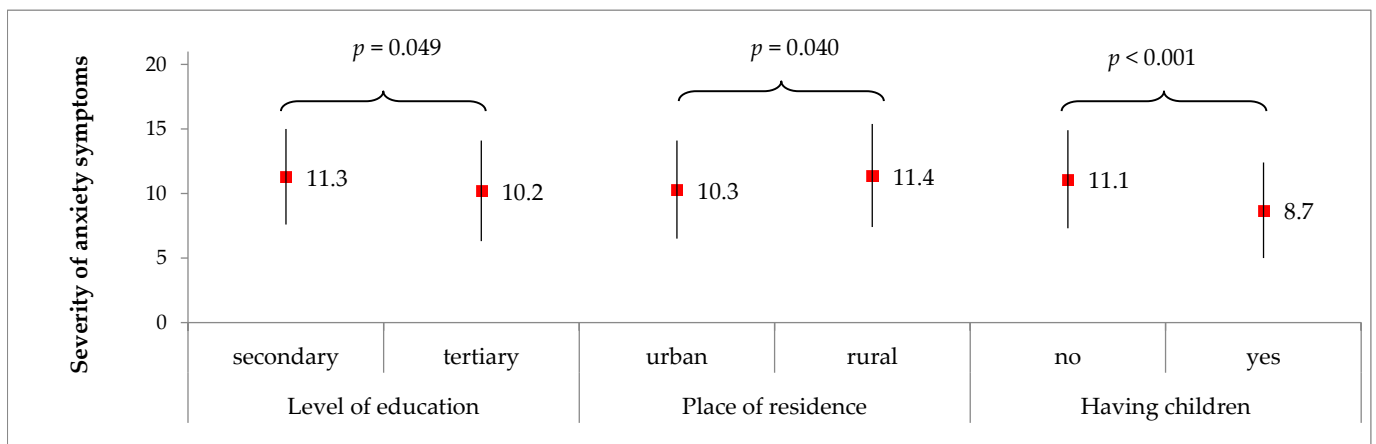 p = 0.049
p = 0.040
p < 0.001
Severity of anxiety symptoms
20
15
10
5
0
11.3
10.2
10.3
11.4
11.1
8.7
secondary tertiary urban rural no yes
Level of education Place of residence Having children